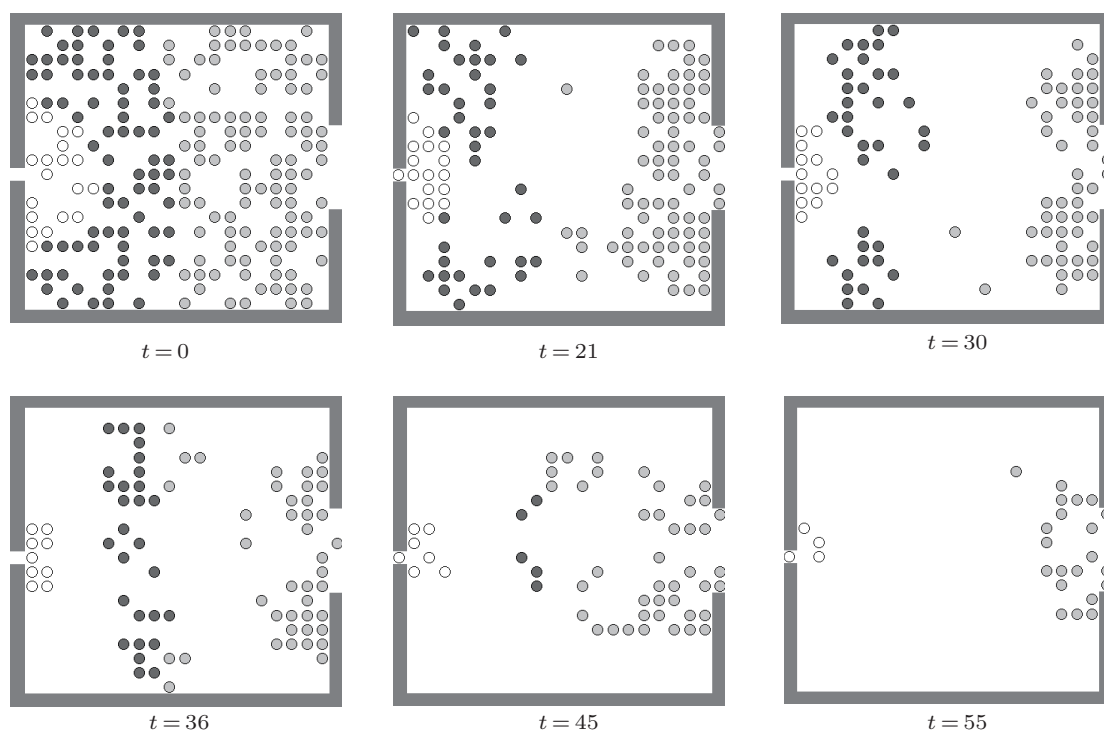 t = 0
t = 21
t = 30
t = 36
t = 45
t = 55